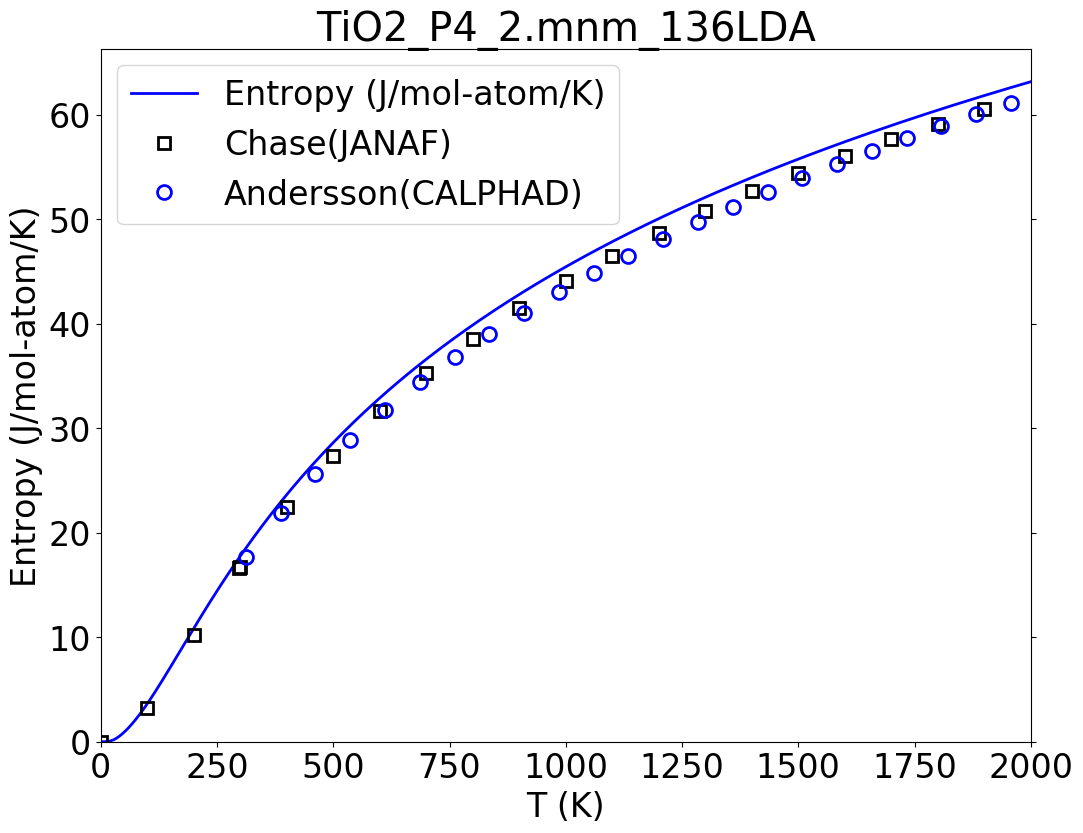 TiO2_P4_2.mnm_136LDA
Entropy (J/mol-atom/K)
Chase(JANAF)
Andersson(CALPHAD)
Entropy (J/mol-atom/K)
60
50
40
30
20
10
0
0 250 500 750 1000 1250 1500 1750 2000
T (K)